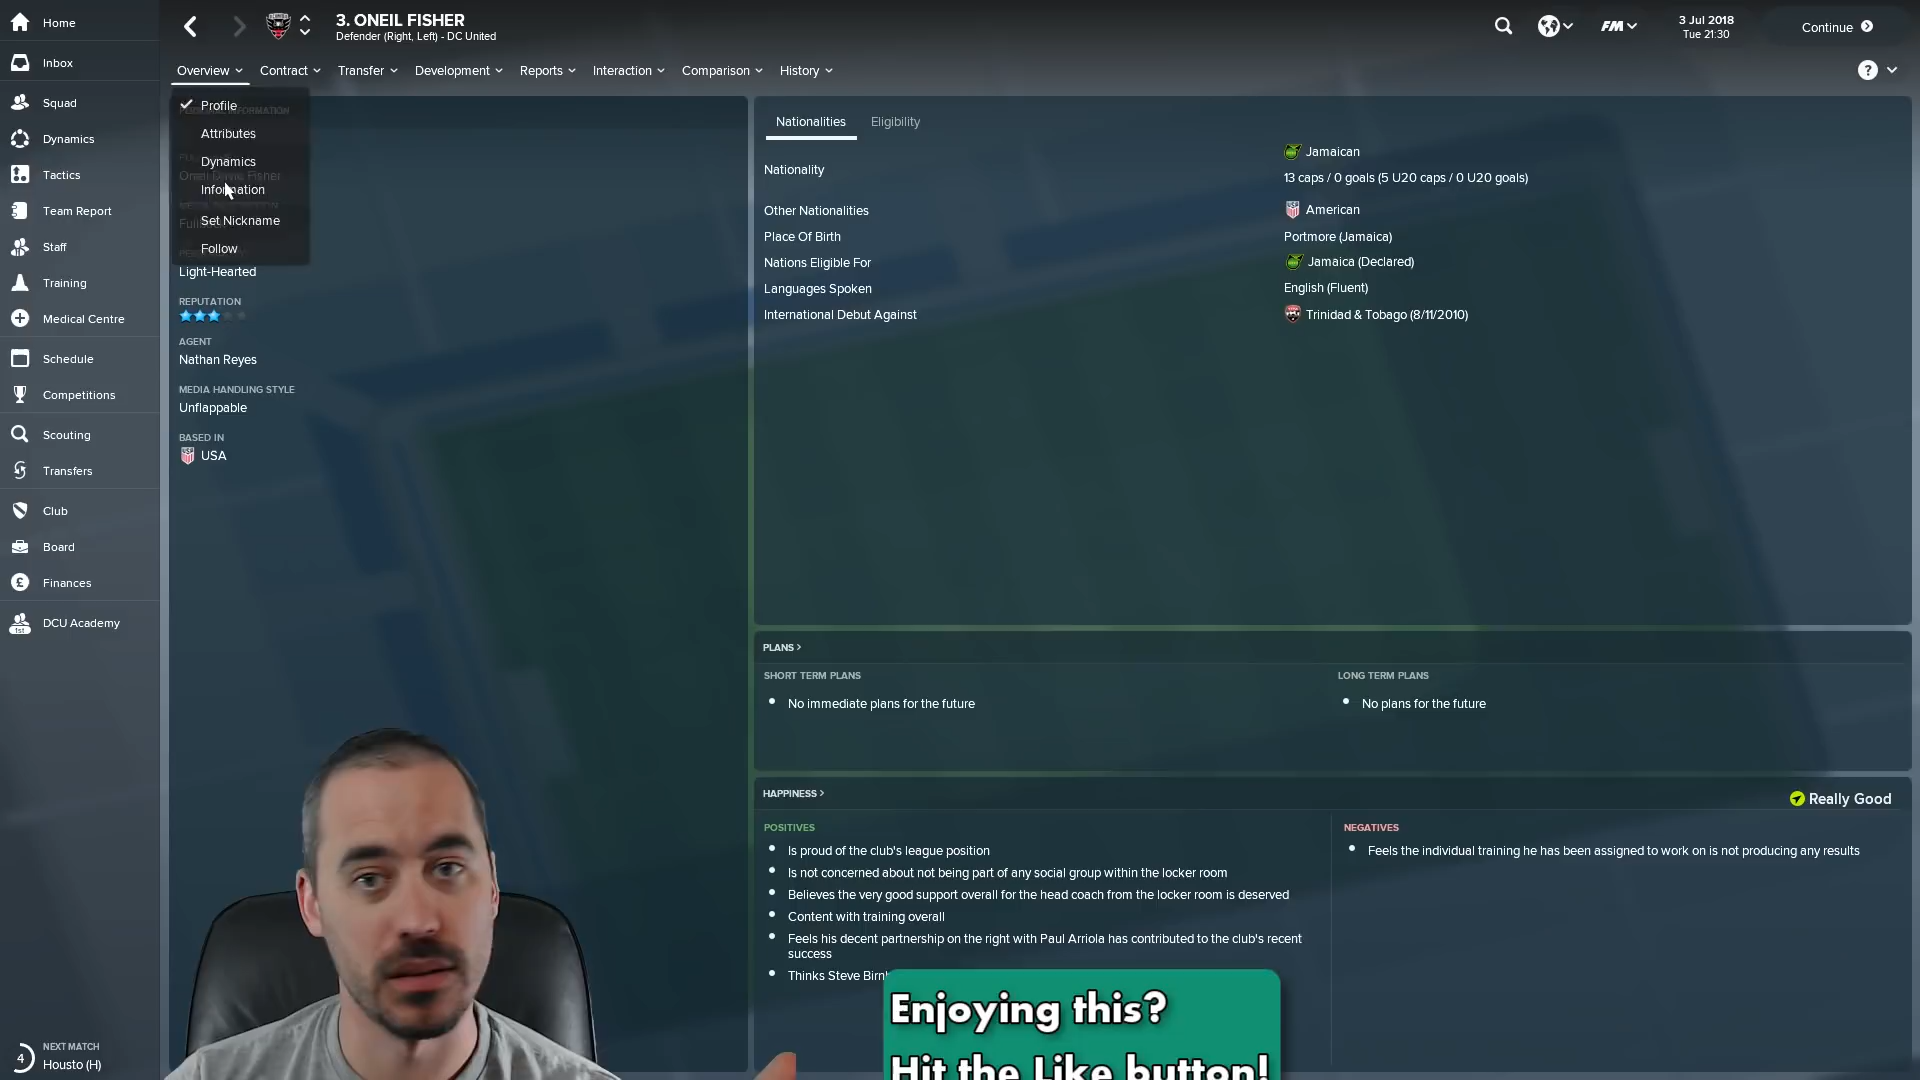 Home
Inbox
Squad
Dynamics
Tactics
Team Report
Staff
Training
Medical Centre
Schedule
Competitions
Scouting
Transfers
Club
Board
Finances
1st
DCU Academy
4
NEXT MATCH
Housto (H)
3. ONEIL FISHER
Defender (Right, Left) - DC United
FM
3 Jul 2018
Tue 21:30
Continue
Overview
Contract
Transfer
Development
Reports
Interaction
Comparison
History
?
Profile
Attributes
Dynamics
Information
Set Nickname
Follow
Light-Hearted
REPUTATION
AGENT
Nathan Reyes
MEDIA HANDLING STYLE
Unflappable
BASED IN
USA
Nationalities
Eligibility
Nationality
Jamaican
13 caps / 0 goals (5 U20 caps / 0 U20 goals)
Other Nationalities
American
Place Of Birth
Portmore (Jamaica)
Nations Eligible For
Jamaica (Declared)
Languages Spoken
English (Fluent)
International Debut Against
Trinidad & Tobago (8/11/2010)
PLANS >
SHORT TERM PLANS
No immediate plans for the future
LONG TERM PLANS
No plans for the future
HAPPINESS >
Really Good
POSITIVES
Is proud of the club's league position
Is not concerned about not being part of any social group within the locker room
Believes the very good support overall for the head coach from the locker room is deserved
Content with training overall
Feels his decent partnership on the right with Paul Arriola has contributed to the club's recent
success
Thinks Steve
NEGATIVES
Feels the individual training he has been assigned to work on is not producing any results
Enjoying this?
Hit the Like button!